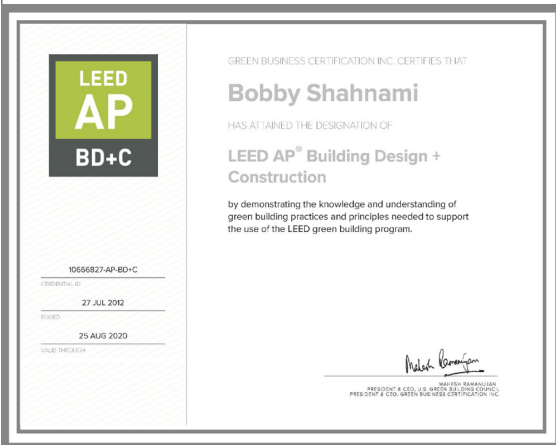 LEED
AP
BD+C
10666827-AP-BD+C
CREDENTIAL ID
27 JUL 2012
ISSUED
25 AUG 2020
VALID THROUGH
GREEN BUSINESS CERTIFICATION INC. CERTIFIES THAT
Bobby Shahnami
HAS ATTAINED THE DESIGNATION OF
LEED AP® Building Design +
Construction
by demonstrating the knowledge and understanding of
green building practices and principles needed to support
the use of the LEED green building program.
Mahesh Ramanujam
MAHESH RAMANUJAN
PRESIDENT & CEO, U.S. GREEN BUILDING COUNCIL
PRESIDENT & CEO, GREEN BUSINESS CERTIFICATION INC.